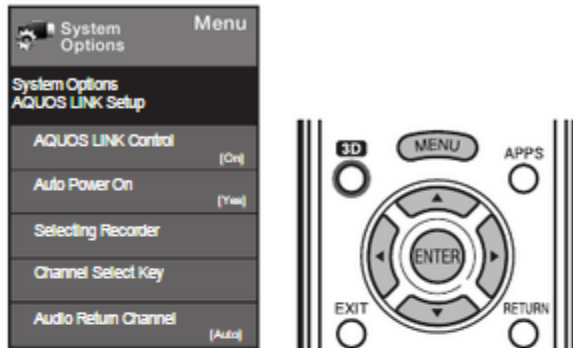 System Menu
Options
System Options
AQUOS LINK Setup
AQUOS LINK Control
[On]
Auto Power On
[Yes]
Selecting Recorder
Channel Select Key
Audio Return Channel
[Auto]
3D MENU APPS
ENTER
EXIT RETURN